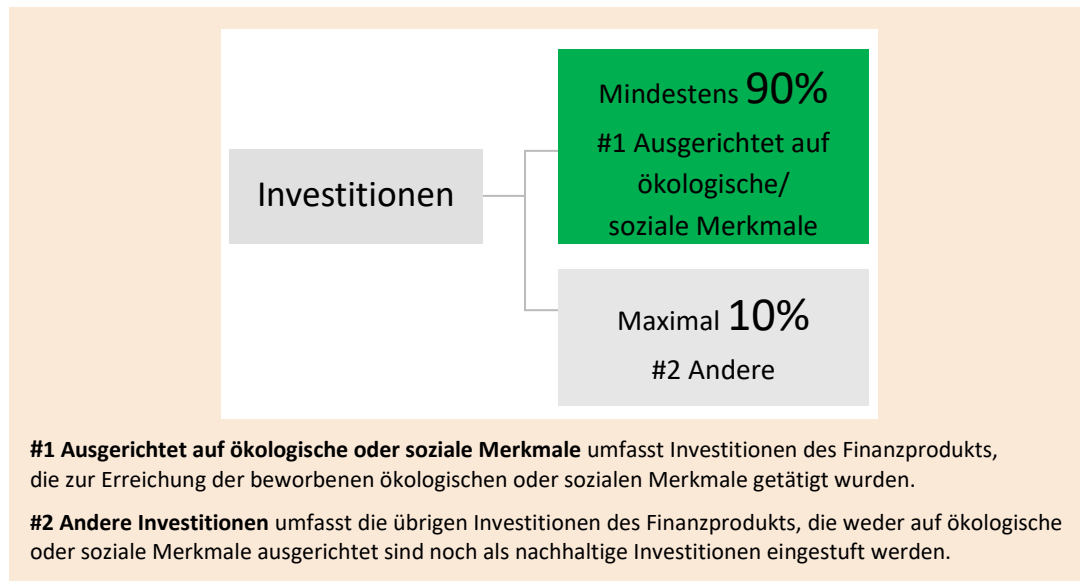 Mindestens 90%
#1 Ausgerichtet auf
ökologische/
soziale Merkmale
Investitionen
Maximal 10%
#2 Andere
#1 Ausgerichtet auf ökologische oder soziale Merkmale umfasst Investitionen des Finanzprodukts,
die zur Erreichung der beworbenen ökologischen oder sozialen Merkmale getätigt wurden.
#2 Andere Investitionen umfasst die übrigen Investitionen des Finanzprodukts, die weder auf ökologische
oder soziale Merkmale ausgerichtet sind noch als nachhaltige Investitionen eingestuft werden.